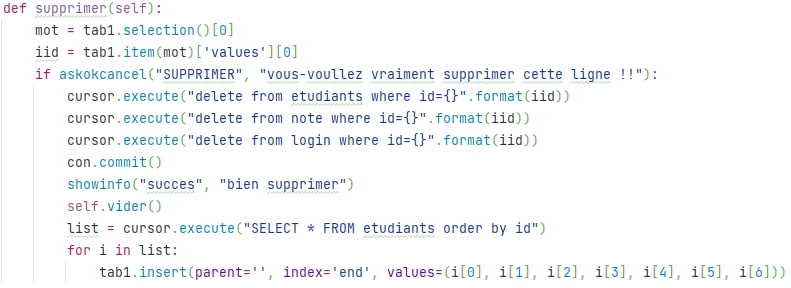 def supprimer(self):
    mot = tab1.selection()[0]
    iid = tab1.item(mot)['values'][0]
    if askokcancel("SUPPRIMER", "vous-voullez vraiment supprimer cette ligne !!"):
        cursor.execute("delete from etudiants where id={}".format(iid))
        cursor.execute("delete from note where id={}".format(iid))
        cursor.execute("delete from login where id={}".format(iid))
        con.commit()
        showinfo("succes", "bien supprimer")
        self.vider()
        list = cursor.execute("SELECT * FROM etudiants order by id")
        for i in list:
            tab1.insert(parent='', index='end', values=(i[0], i[1], i[2], i[3], i[4], i[5], i[6]))